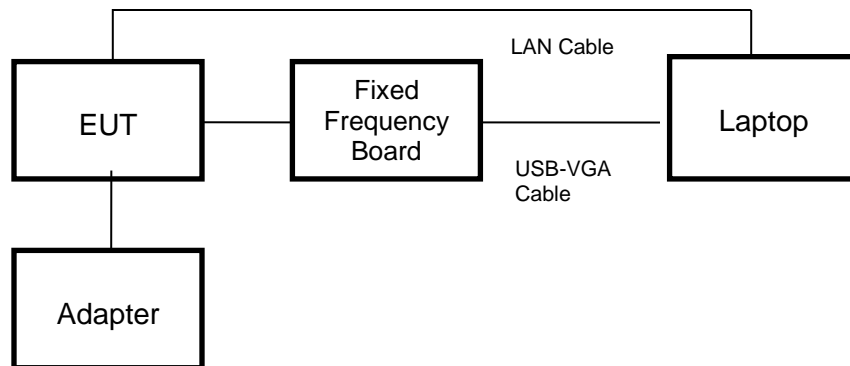 LAN Cable
EUT
Fixed
Frequency
Board
Laptop
USB-VGA
Cable
Adapter